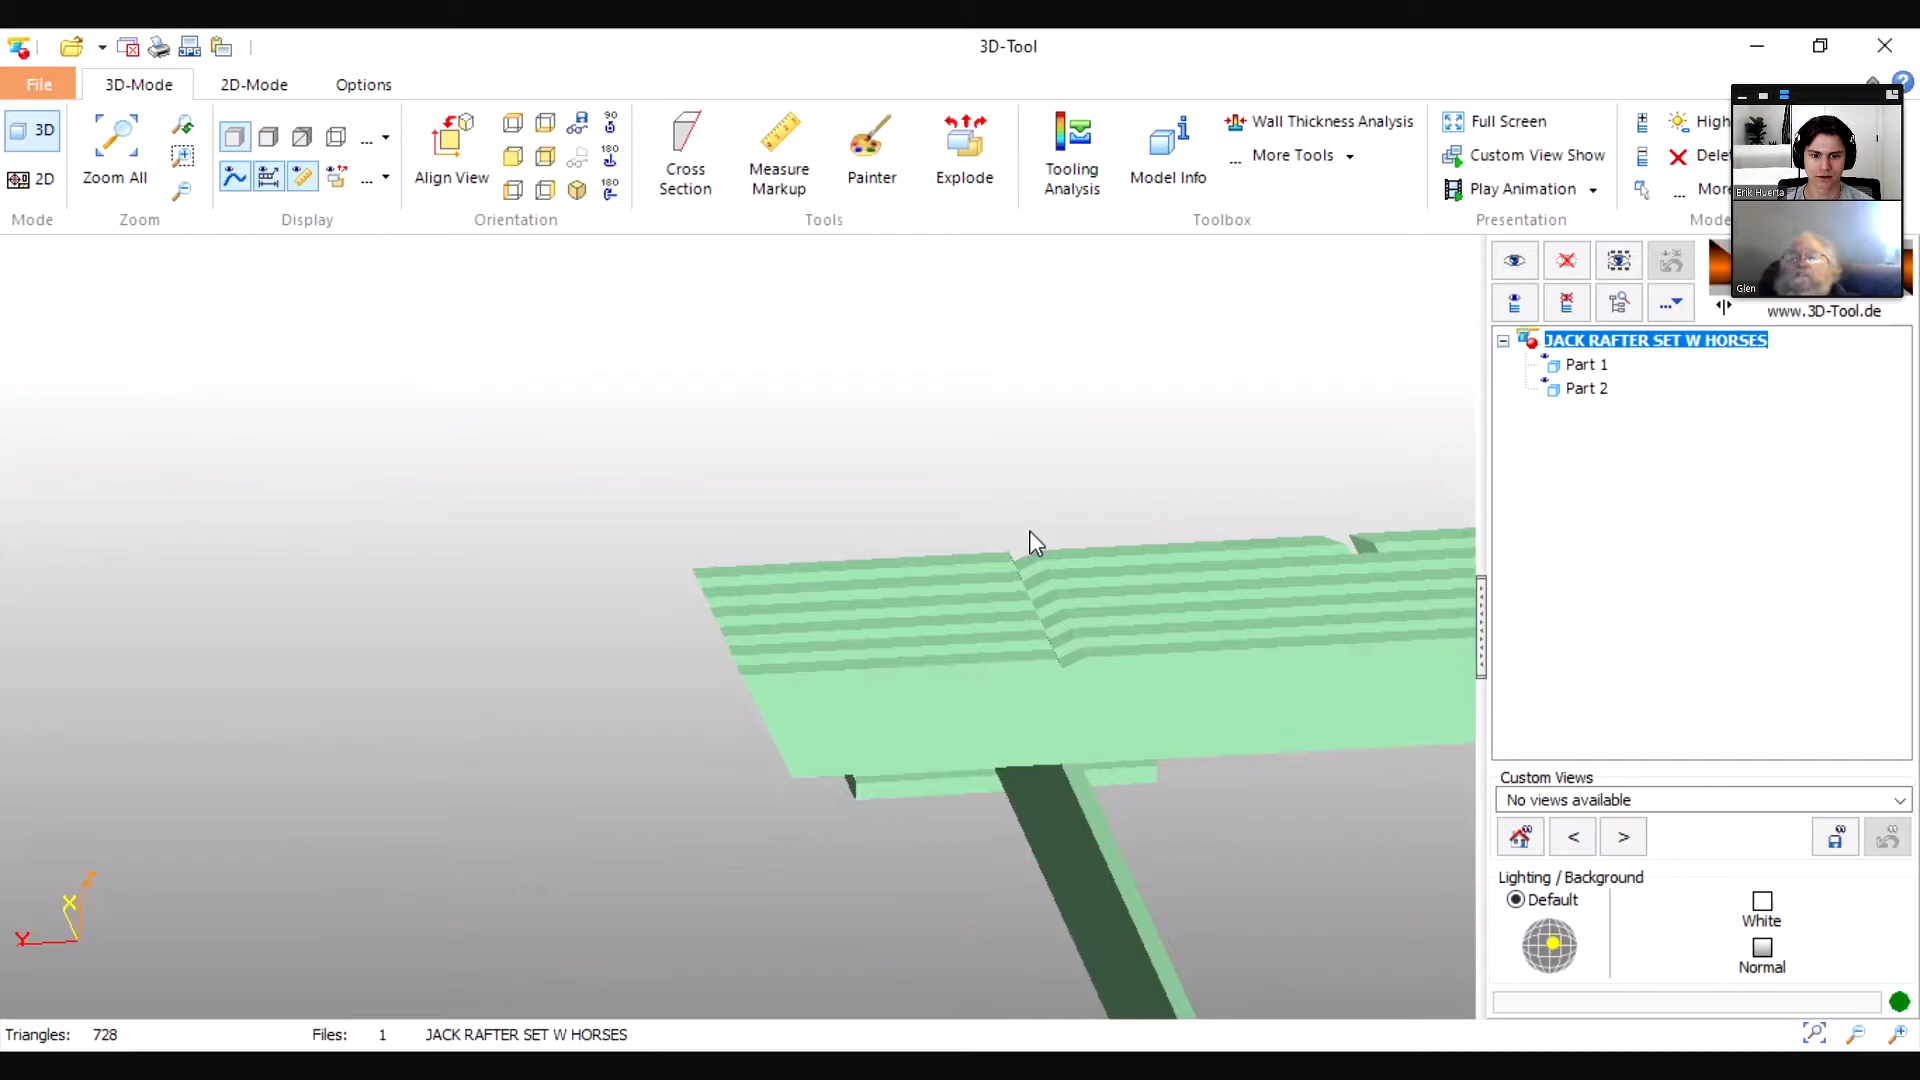 3D-Tool
File
3D-Mode
2D-Mode
Options
3D
2D
Mode
Zoom All
Zoom
...
...
Display
Align View
90
180
180
Orientation
Cross Section
Measure Markup
Painter
Explode
Tools
Tooling Analysis
Model Info
Wall Thickness Analysis
... More Tools
Toolbox
Full Screen
Custom View Show
Play Animation
Presentation
High
Dele
... Mor
Mode
Erik Huerta
Glen
www.3D-Tool.de
JACK RAFTER SET W HORSES
Part 1
Part 2
Custom Views
No views available
<
>
Lighting / Background
Default
White
Normal
Z
X
Y
Triangles: 728
Files: 1
JACK RAFTER SET W HORSES